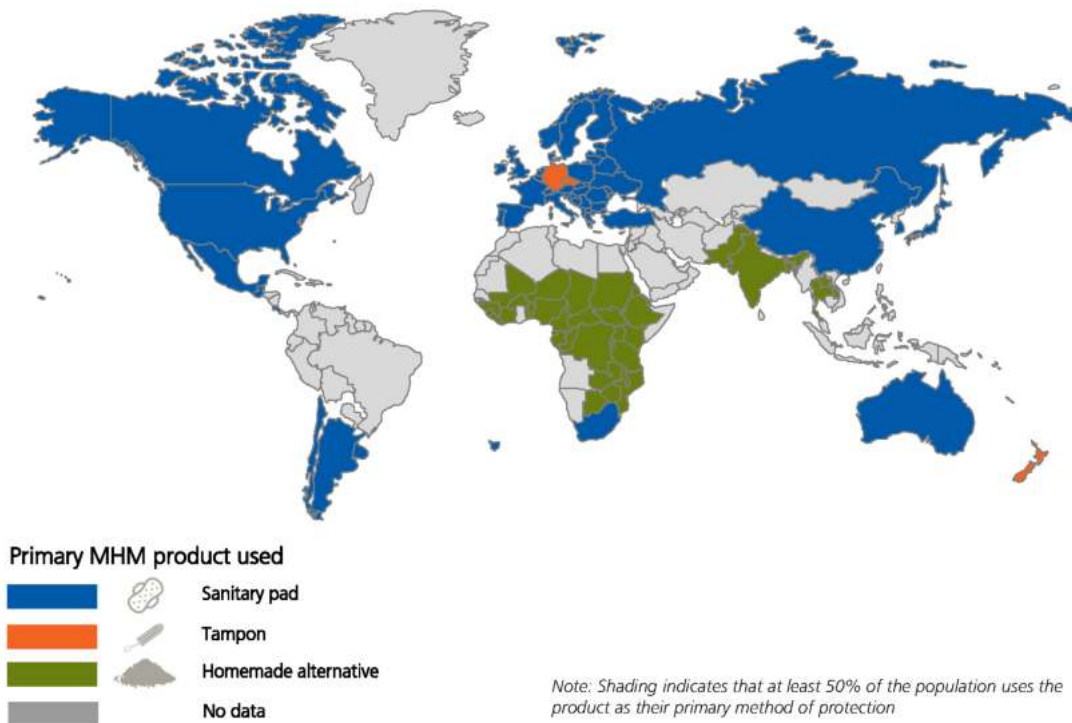 Primary MHM product used
Sanitary pad
Tampon
Homemade alternative
No data
Note: Shading indicates that at least 50% of the population uses the
product as their primary method of protection